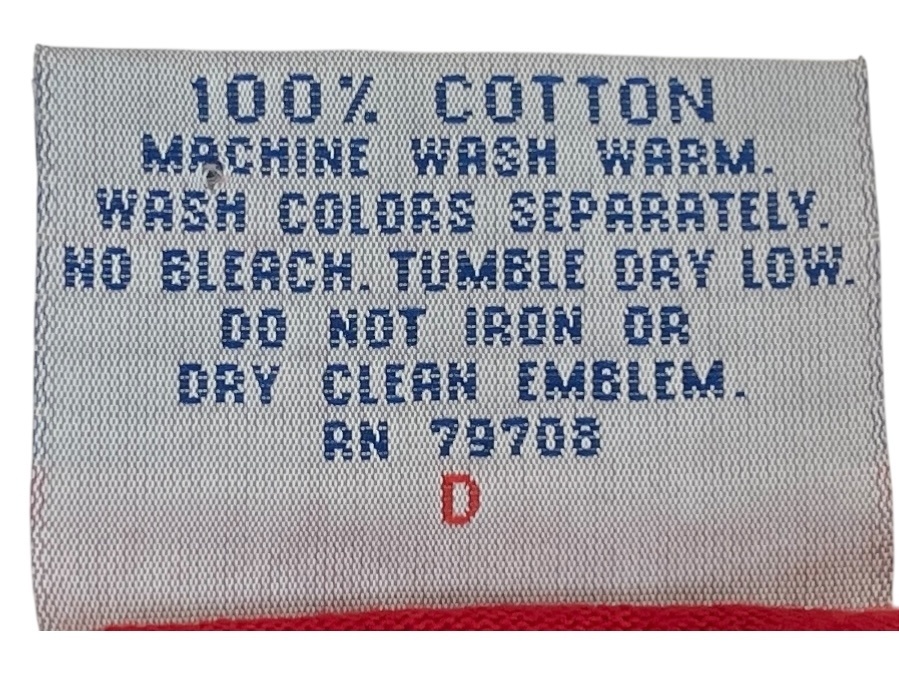 100% COTTON
MACHINE WASH WARM.
WASH COLORS SEPARATELY.
NO BLEACH. TUMBLE DRY LOW.
DO NOT IRON OR
DRY CLEAN EMBLEM.
RN 79708
D